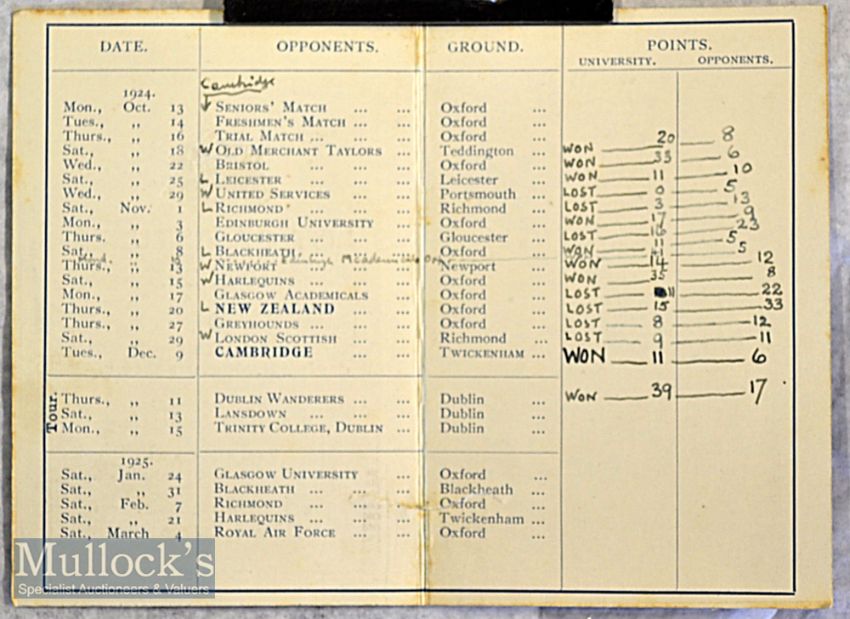 DATE. OPPONENTS. GROUND. POINTS.
UNIVERSITY. OPPONENTS.
Cambridge
1924.
Mon., Oct. 13 SENIORS' MATCH ... ... Oxford ...
Tues., ,, 14 FRESHMEN'S MATCH ... ... Oxford ...
Thurs., ,, 16 TRIAL MATCH ... ... Oxford ... 20 8
Sat., ,, 18 W OLD MERCHANT TAYLORS Teddington ... WON 35 6
Wed., ,, 22 BRISTOL ... ... Oxford ... WON 11 10
Sat., ,, 25 L LEICESTER ... ... Leicester ... WON 0 5
Wed., ,, 29 W UNITED SERVICES ... Portsmouth ... LOST 3 13
Sat., Nov. 1 L RICHMOND ... ... Richmond ... LOST 17 9
Mon., ,, 3 EDINBURGH UNIVERSITY ... Oxford ... WON 16 23
Thurs. ,, 6 GLOUCESTER ... ... Gloucester ... LOST 11 5
Sat., ,, 8 L BLACKHEATH ... Oxford ... WON 5
Thurs., ,, 13 W NEWPORT Newport ... WON 14 12
Sat., ,, 15 W HARLEQUINS ... ... Oxford ... WON 35 8
Mon., ,, 17 GLASGOW ACADEMICALS ... Oxford ... LOST 11 22
Thurs., ,, 20 L NEW ZEALAND ... ... Oxford ... LOST 15 33
Thurs., ,, 27 GREYHOUNDS ... ... Oxford ... LOST 8 12
,, 29 W LONDON SCOTTISH ... ... Richmond ... LOST 9 11
Tues., Dec. 9 CAMBRIDGE ... ... TWICKENHAM ... WON 11 6
Tour.
Thurs., ,, 11 DUBLIN WANDERERS ... ... Dublin ... WON 39 17
Sat., ,, 13 LANSDOWN ... ... ... Dublin ...
Mon., ,, 15 TRINITY COLLEGE, DUBLIN ... Dublin ...
1925.
Sat., Jan. 24 GLASGOW UNIVERSITY ... Oxford ...
Sat., ,, 31 BLACKHEATH ... ... ... Blackheath ...
Sat., Feb. 7 RICHMOND ... ... ... Oxford ...
Sat., ,, 21 HARLEQUINS ... ... ... Twickenham ...
Sat., March 4 ROYAL AIR FORCE ... ... Oxford ...
Mullock's
Specialist Auctioneers & Valuers